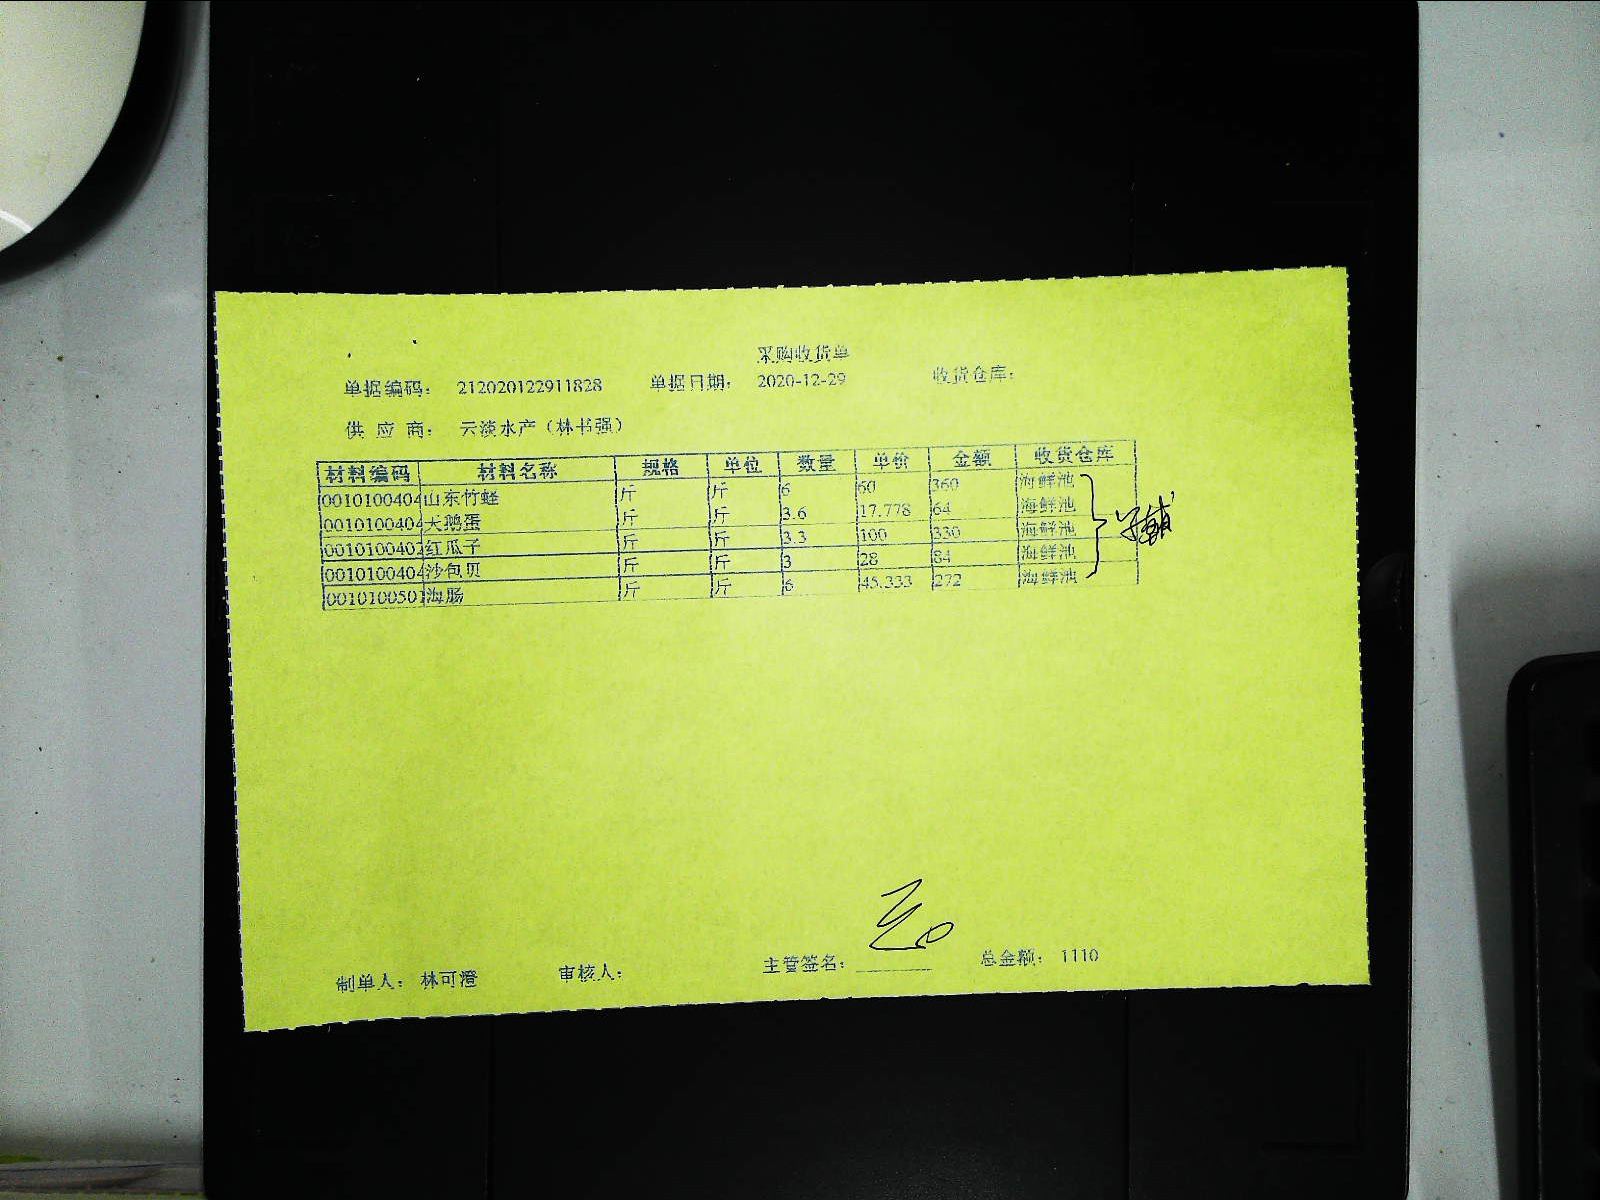 采购收货单
单据编码： 212020122911828 单据日期： 2020-12-29 收货仓库：
供 应 商： 云淡水产（林书强）
材料编码 材料名称 规格 单位 数量 单价 金额 收货仓库
0010100404 山东竹蛏 斤 斤 6 60 360 海鲜池
0010100404 天鹅蛋 斤 斤 3.6 17.778 64 海鲜池
0010100402 红瓜子 斤 斤 3.3 100 330 海鲜池
0010100404 沙包贝 斤 斤 3 28 84 海鲜池
0010100501 海肠 斤 斤 6 45.333 272 海鲜池
制单人： 林可澄 审核人： 主管签名： 总金额： 1110